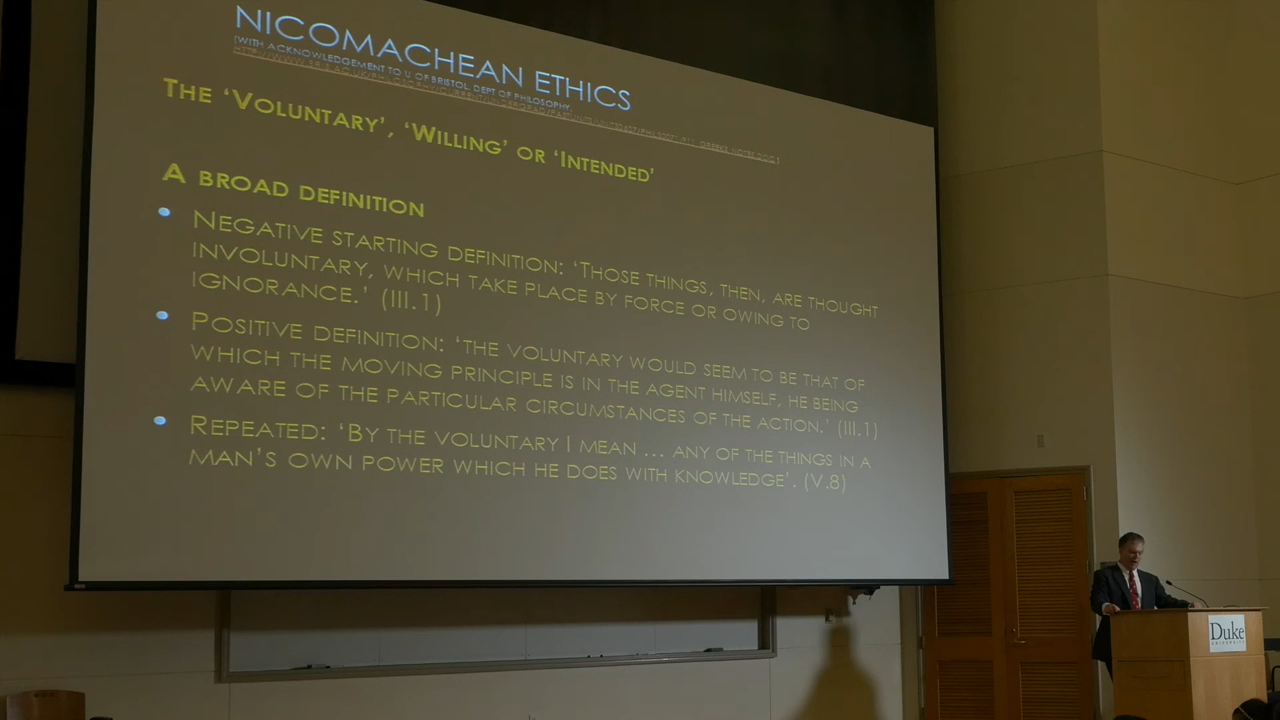 NICOMACHEAN ETHICS
[WITH ACKNOWLEDGEMENT TO U OF BRISTOL, DEPT OF PHILOSOPHY,
THE 'VOLUNTARY', 'WILLING' OR 'INTENDED'
A BROAD DEFINITION
• NEGATIVE STARTING DEFINITION: 'THOSE THINGS, THEN, ARE THOUGHT
INVOLUNTARY, WHICH TAKE PLACE BY FORCE OR OWING TO
IGNORANCE.' (III.1)
• POSITIVE DEFINITION: 'THE VOLUNTARY WOULD SEEM TO BE THAT OF
WHICH THE MOVING PRINCIPLE IS IN THE AGENT HIMSELF, HE BEING
AWARE OF THE PARTICULAR CIRCUMSTANCES OF THE ACTION.' (III.1)
• REPEATED: 'BY THE VOLUNTARY I MEAN … ANY OF THE THINGS IN A
MAN'S OWN POWER WHICH HE DOES WITH KNOWLEDGE'. (V.8)
Duke
UNIVERSITY